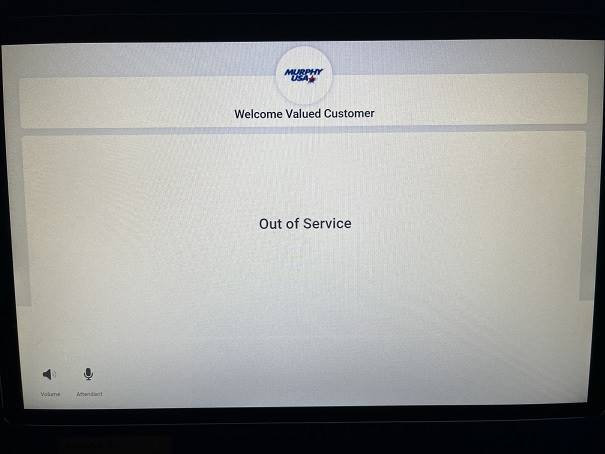 MURPHY
USA
Welcome Valued Customer
Out of Service
Volume
Attendant